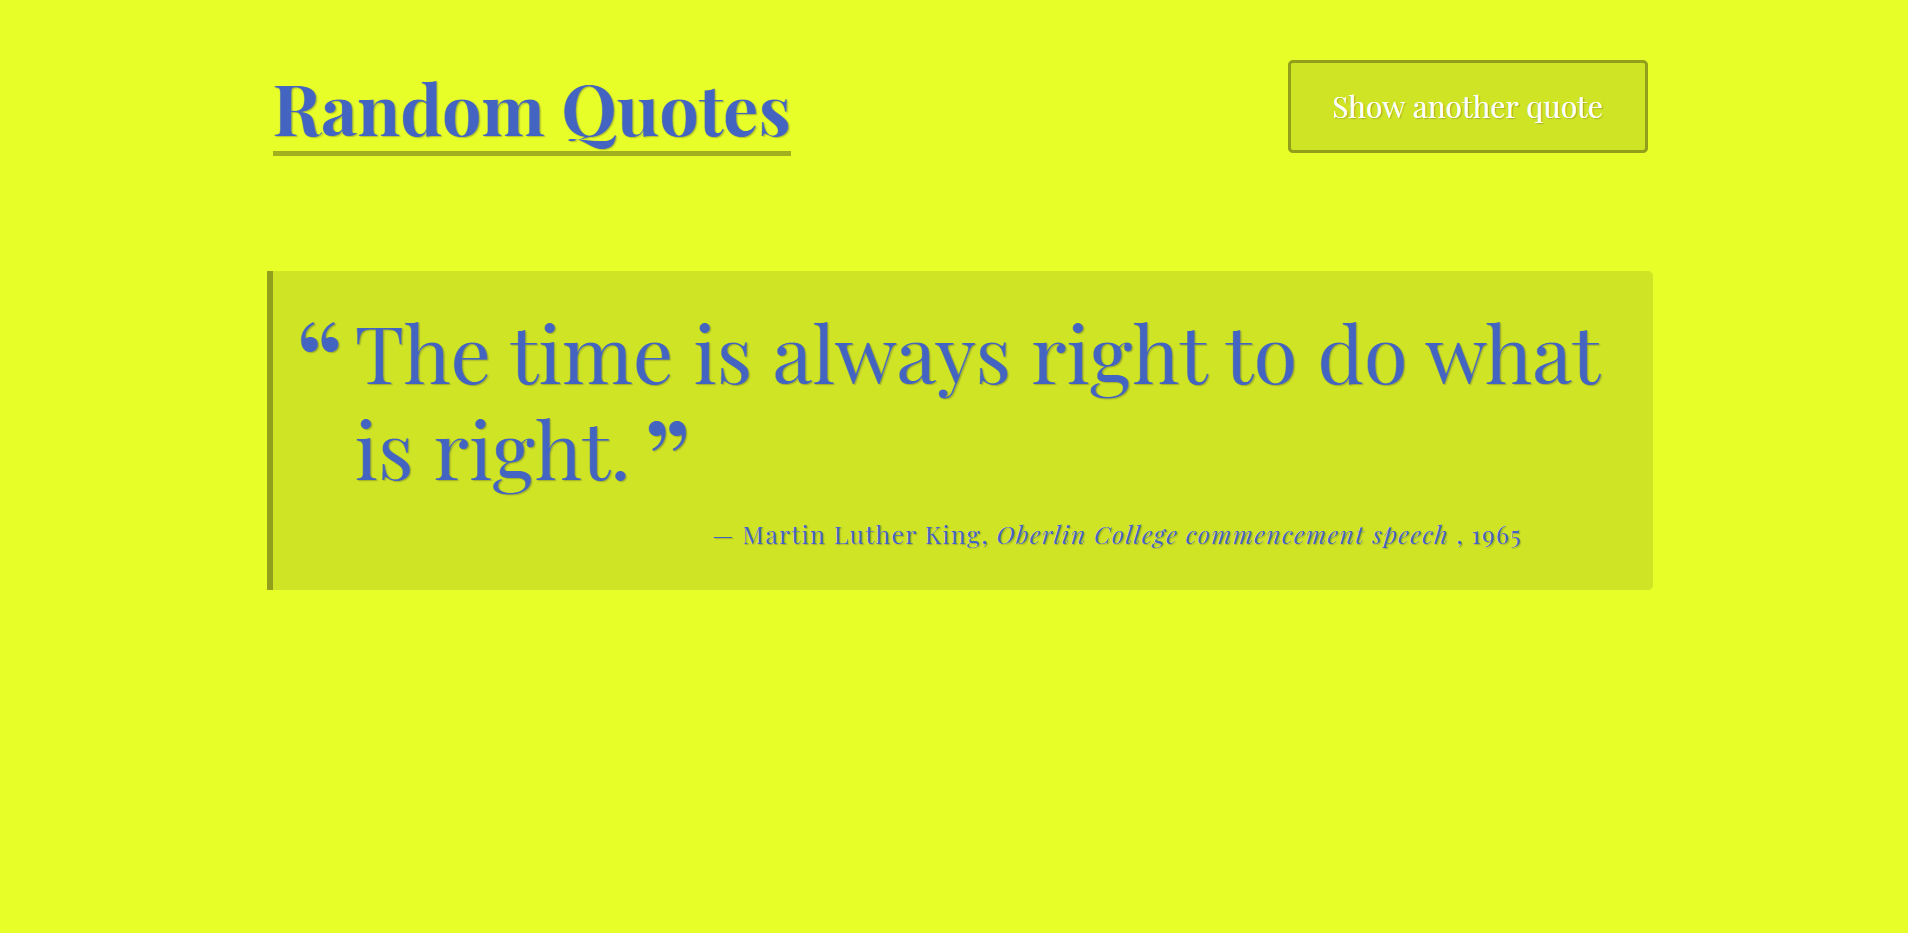 Random Quotes
Show another quote
“ The time is always right to do what
is right. ”
— Martin Luther King, Oberlin College commencement speech , 1965